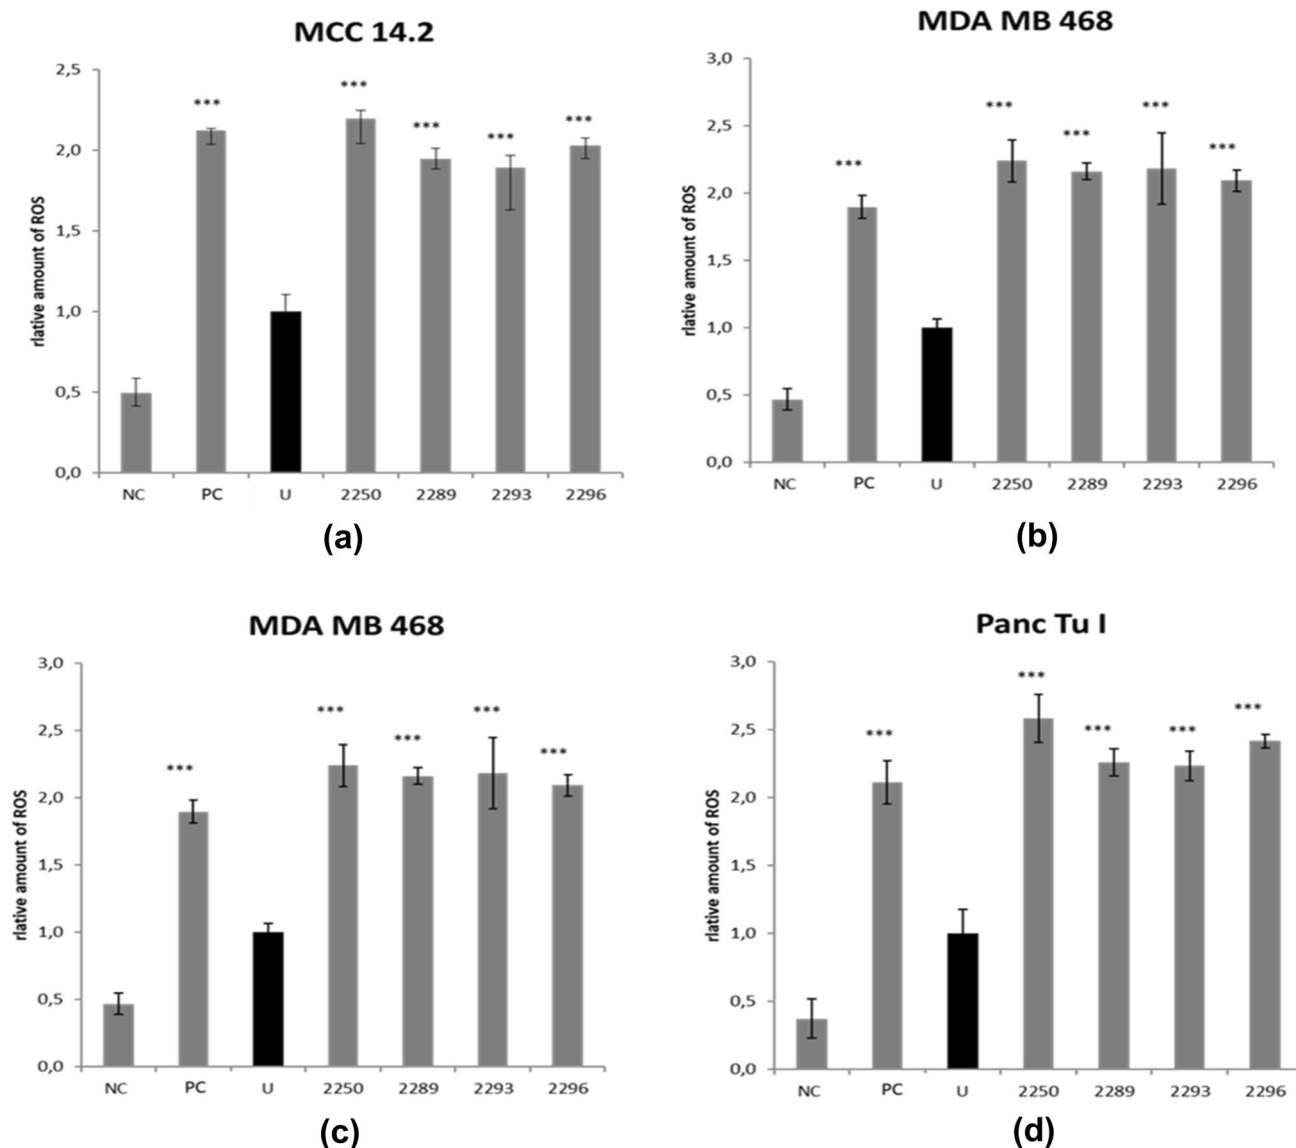 MCC 14.2
2,5
2,0
1,5
1,0
0,5
0,0
rlative amount of ROS
***
***
***
***
***
NC PC U 2250 2289 2293 2296
(a)
MDA MB 468
3,0
2,5
2,0
1,5
1,0
0,5
0,0
rlative amount of ROS
***
***
***
***
***
NC PC U 2250 2289 2293 2296
(b)
MDA MB 468
3,0
2,5
2,0
1,5
1,0
0,5
0,0
rlative amount of ROS
***
***
***
***
***
NC PC U 2250 2289 2293 2296
(c)
Panc Tu I
3,0
2,5
2,0
1,5
1,0
0,5
0,0
rlative amount of ROS
***
***
***
***
***
NC PC U 2250 2289 2293 2296
(d)